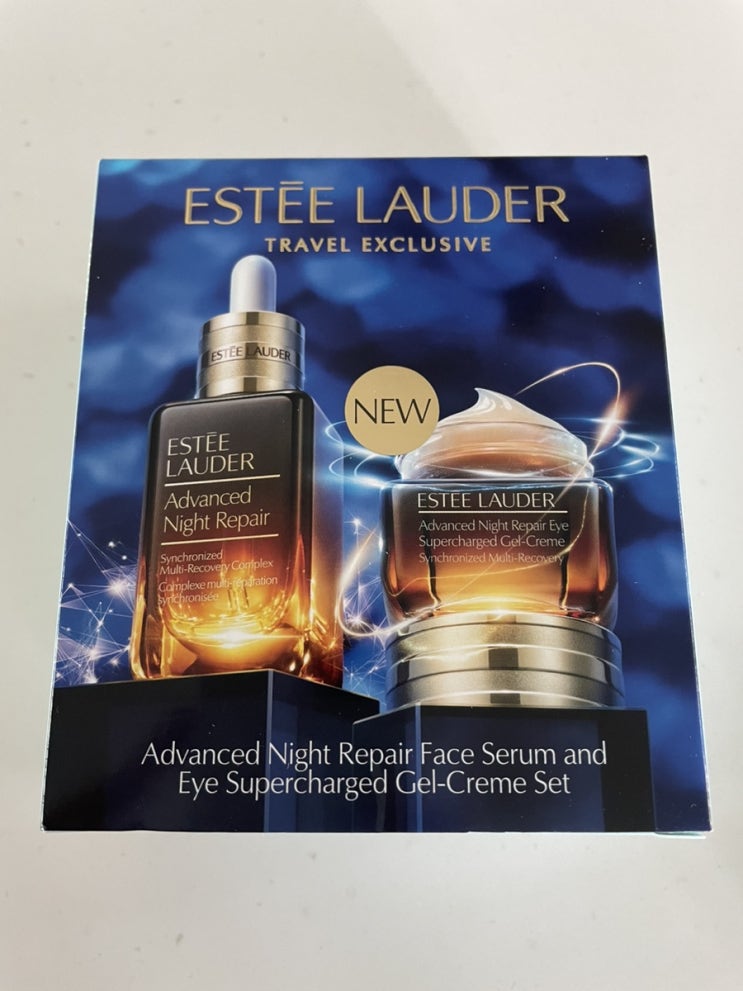 ESTĒE LAUDER
TRAVEL EXCLUSIVE
ESTĒE LAUDER
NEW
ESTĒE
LAUDER
Advanced
Night Repair
Synchronized
Multi-Recovery Complex
Complexe multi-réparation
synchronisée
ESTĒE LAUDER
Advanced Night Repair Eye
Supercharged Gel-Creme
Synchronized Multi-Recovery
Advanced Night Repair Face Serum and
Eye Supercharged Gel-Creme Set